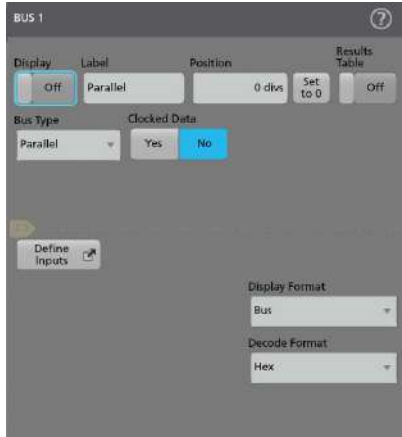 BUS 1
?
Display Label Position Results Table
Off Parallel 0 divs Set to 0 Off
Bus Type Clocked Data
Parallel Yes No
Define Inputs
Display Format
Bus
Decode Format
Hex